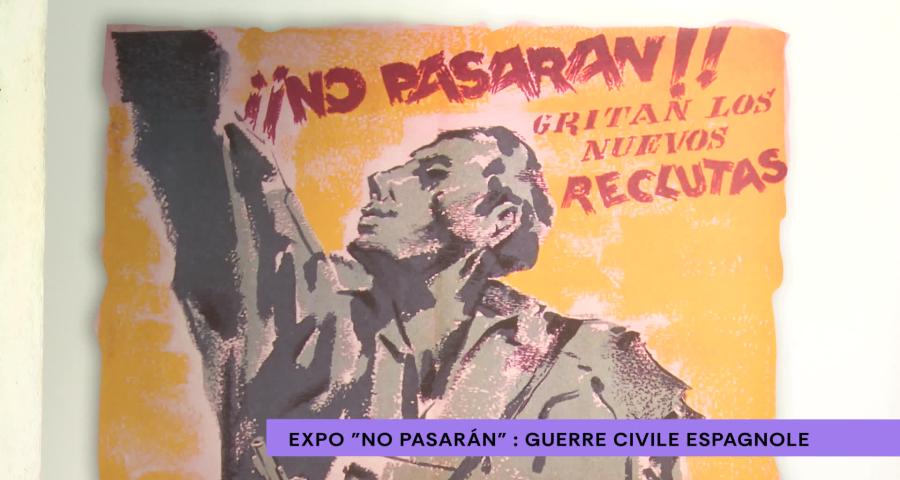 ¡¡NO PASARAN!!
GRITAN LOS
NUEVOS
RECLUTAS
EXPO "NO PASARÁN" : GUERRE CIVILE ESPAGNOLE